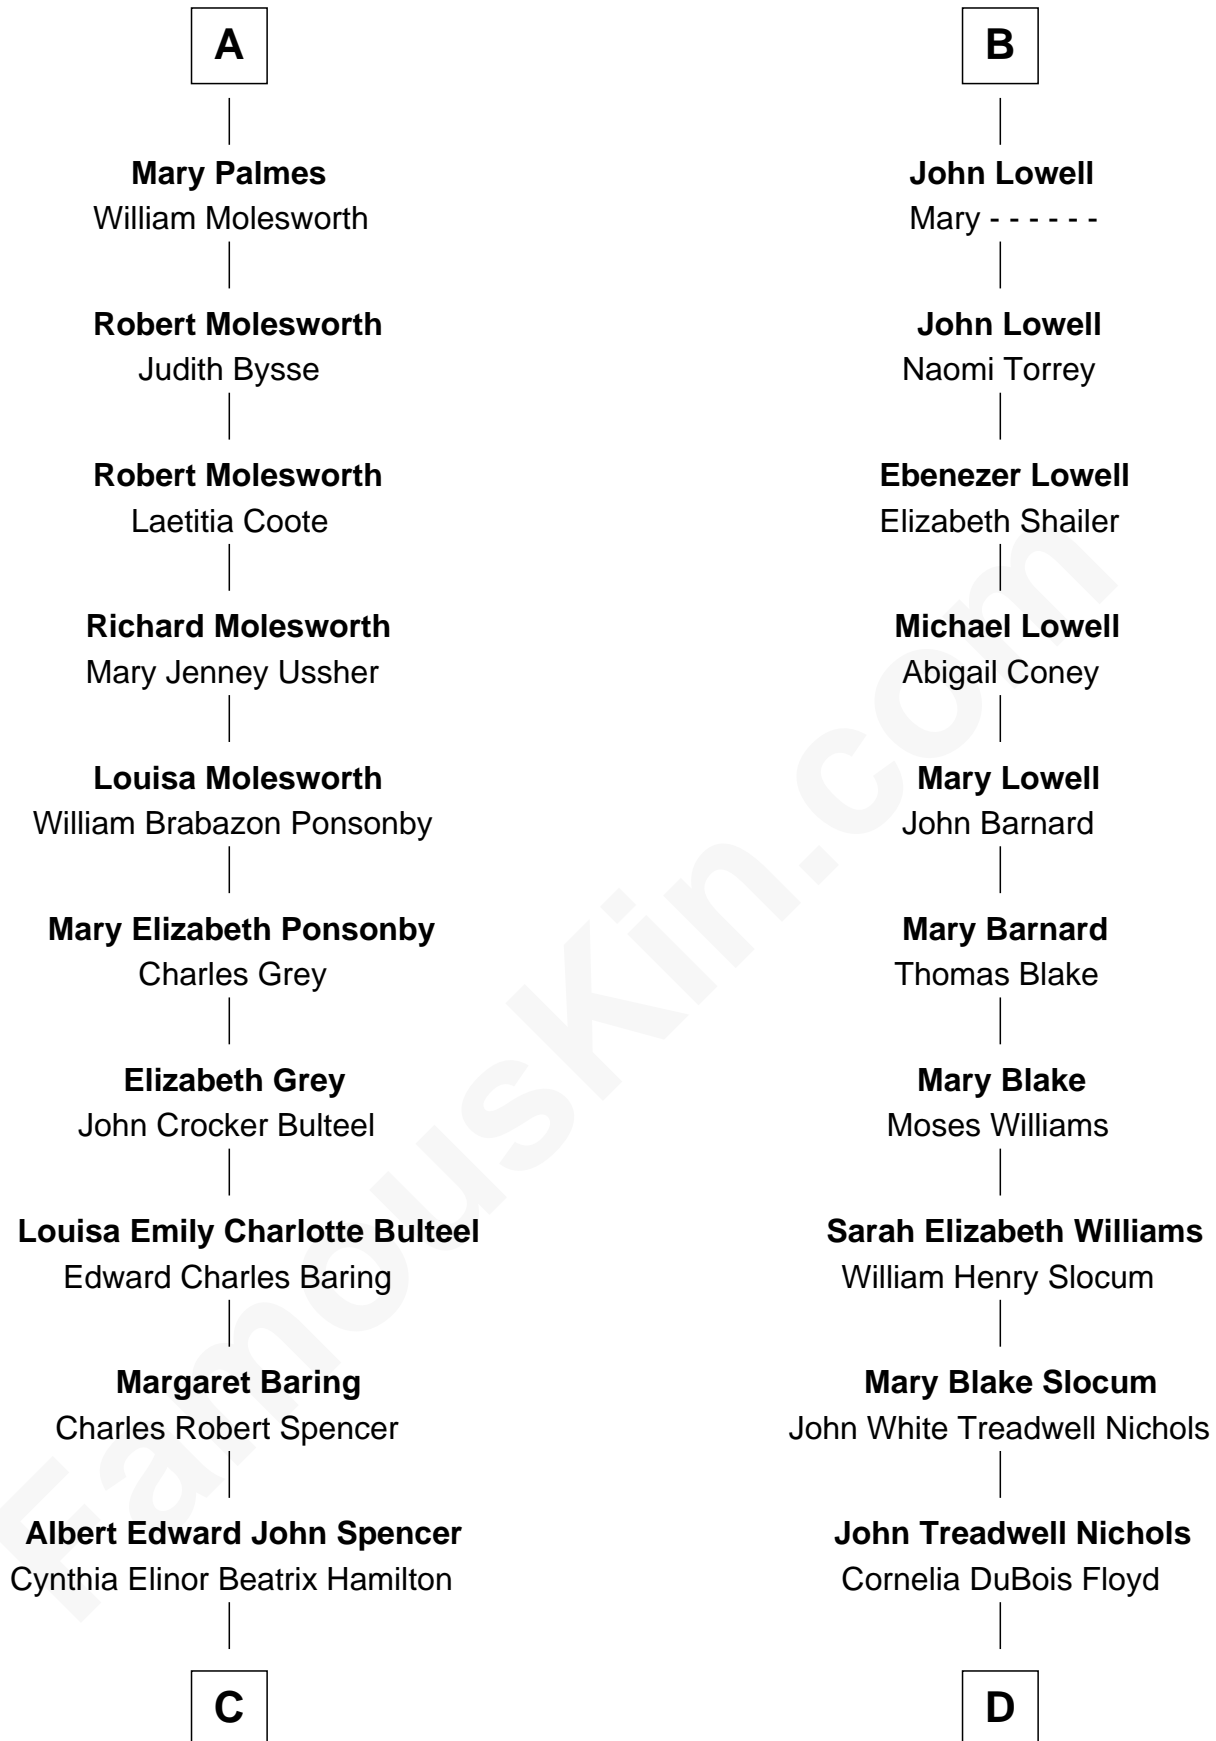 A
Mary Palmes
William Molesworth
Robert Molesworth
Judith Bysse
Robert Molesworth
Laetitia Coote
Richard Molesworth
Mary Jenney Ussher
Louisa Molesworth
William Brabazon Ponsonby
Mary Elizabeth Ponsonby
Charles Grey
Elizabeth Grey
John Crocker Bulteel
Louisa Emily Charlotte Bulteel
Edward Charles Baring
Margaret Baring
Charles Robert Spencer
Albert Edward John Spencer
Cynthia Elinor Beatrix Hamilton
C
B
John Lowell
Mary - - - - - -
John Lowell
Naomi Torrey
Ebenezer Lowell
Elizabeth Shailer
Michael Lowell
Abigail Coney
Mary Lowell
John Barnard
Mary Barnard
Thomas Blake
Mary Blake
Moses Williams
Sarah Elizabeth Williams
William Henry Slocum
Mary Blake Slocum
John White Treadwell Nichols
John Treadwell Nichols
Cornelia DuBois Floyd
D
FamousKin.com